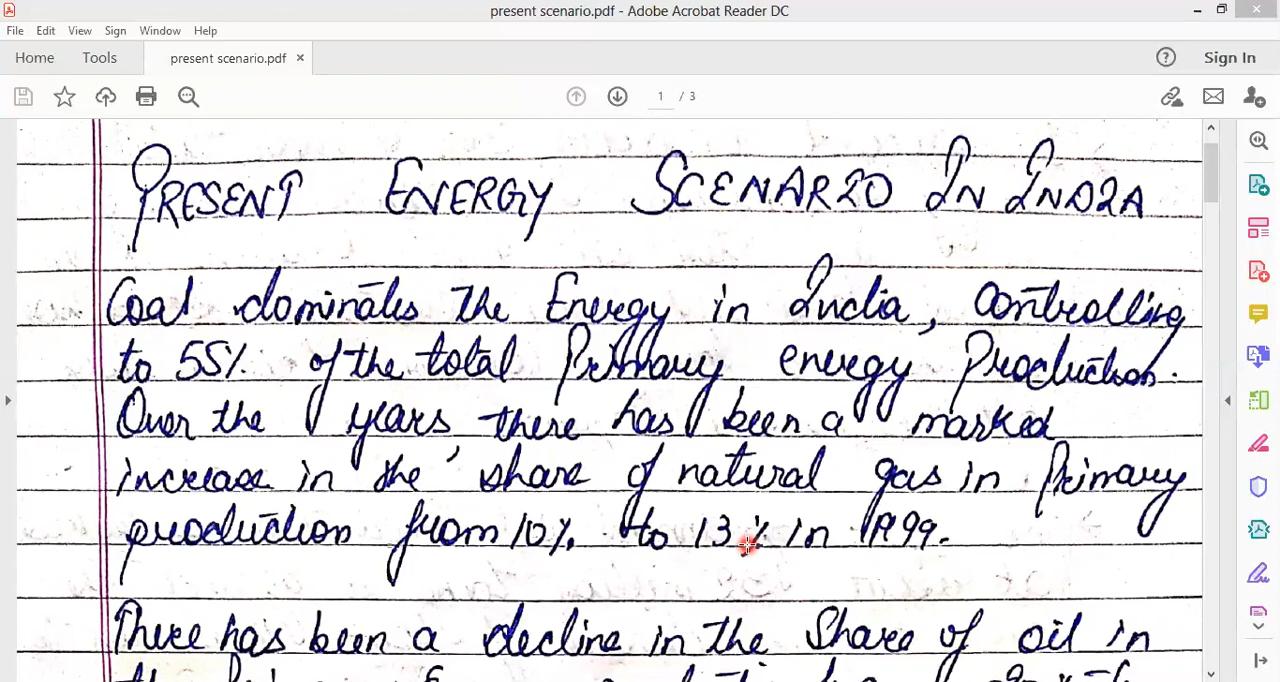 present scenario.pdf - Adobe Acrobat Reader DC
File Edit View Sign Window Help
Home Tools present scenario.pdf × ? Sign In
1 / 3
PRESENT ENERGY SCENARIO IN INDIA
Coal dominates the Energy in India, Controlling
to 55% of the total Primary energy Production.
Over the years, there has been a marked
increase in the share of natural gas in Primary
production from 10% to 13% in 1999.
There has been a decline in the Share of oil in